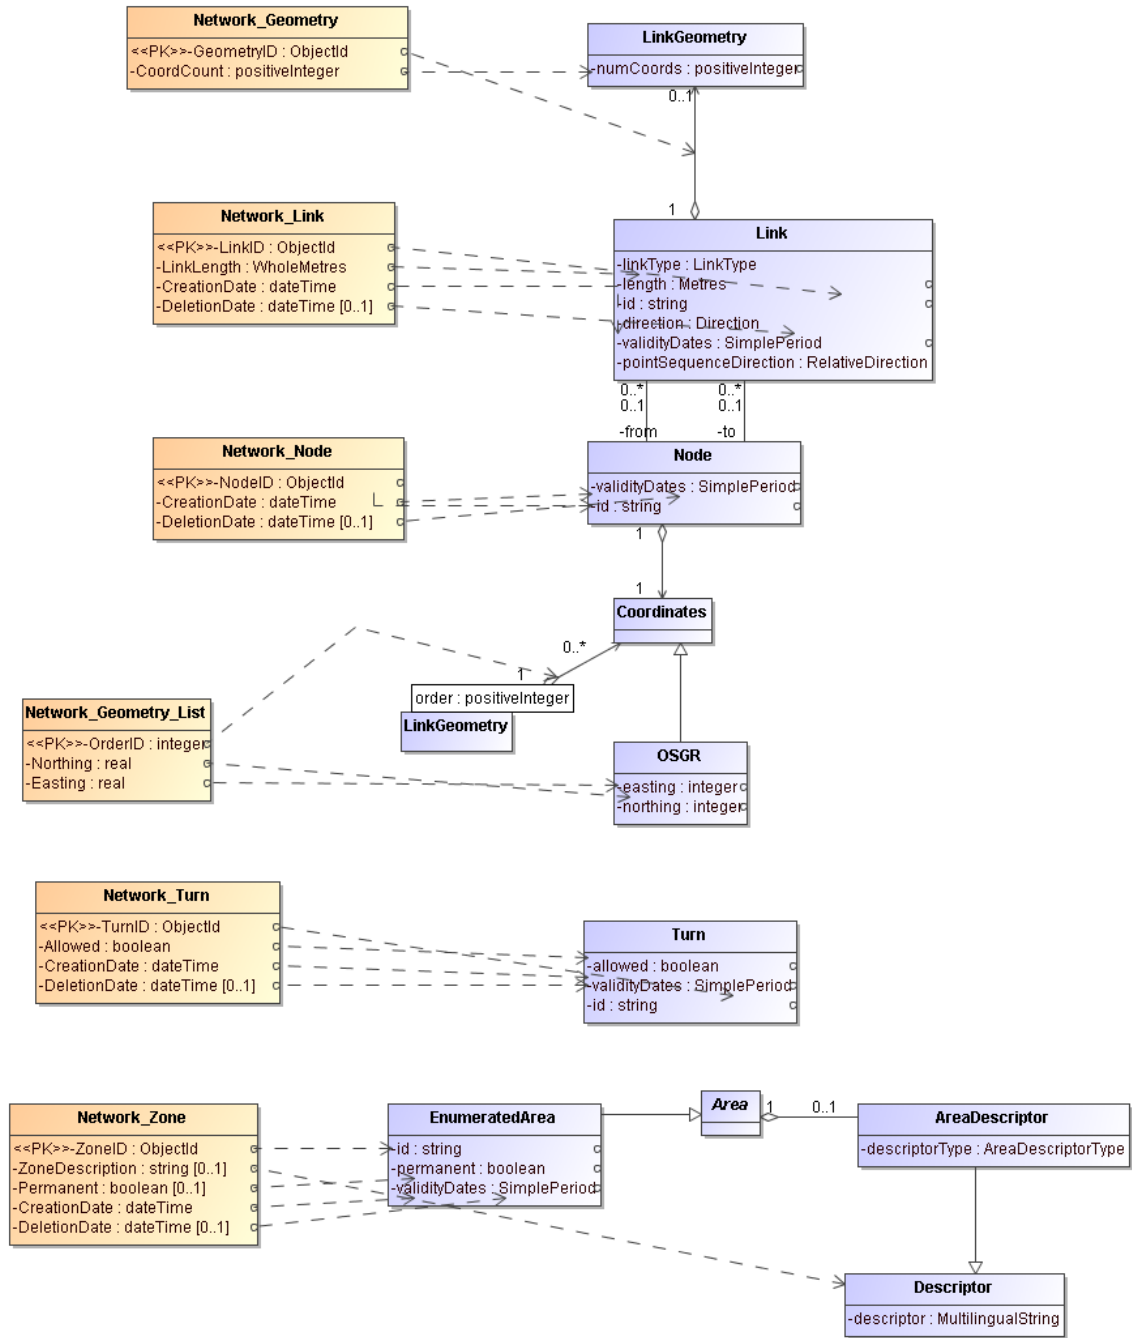 Network_Geometry
<<PK>>-GeometryID : ObjectId
-CoordCount : positiveInteger
LinkGeometry
-numCoords : positiveInteger
0..1
1
Network_Link
<<PK>>-LinkID : ObjectId
-LinkLength : WholeMetres
-CreationDate : dateTime
-DeletionDate : dateTime [0..1]
Link
-linkType : LinkType
-length : Metres
-id : string
-direction : Direction
-validityDates : SimplePeriod
-pointSequenceDirection : RelativeDirection
0..* 0..*
0..1 0..1
-from -to
Network_Node
<<PK>>-NodeID : ObjectId
-CreationDate : dateTime
-DeletionDate : dateTime [0..1]
Node
-validityDates : SimplePeriod
-id : string
1
1
Coordinates
0..*
1
order : positiveInteger
LinkGeometry
Network_Geometry_List
<<PK>>-OrderID : integer
-Northing : real
-Easting : real
OSGR
-easting : integer
-northing : integer
Network_Turn
<<PK>>-TurnID : ObjectId
-Allowed : boolean
-CreationDate : dateTime
-DeletionDate : dateTime [0..1]
Turn
-allowed : boolean
-validityDates : SimplePeriod
-id : string
Network_Zone
<<PK>>-ZoneID : ObjectId
-ZoneDescription : string [0..1]
-Permanent : boolean [0..1]
-CreationDate : dateTime
-DeletionDate : dateTime [0..1]
EnumeratedArea
-id : string
-permanent : boolean
-validityDates : SimplePeriod
Area
1 0..1
AreaDescriptor
-descriptorType : AreaDescriptorType
Descriptor
-descriptor : MultilingualString